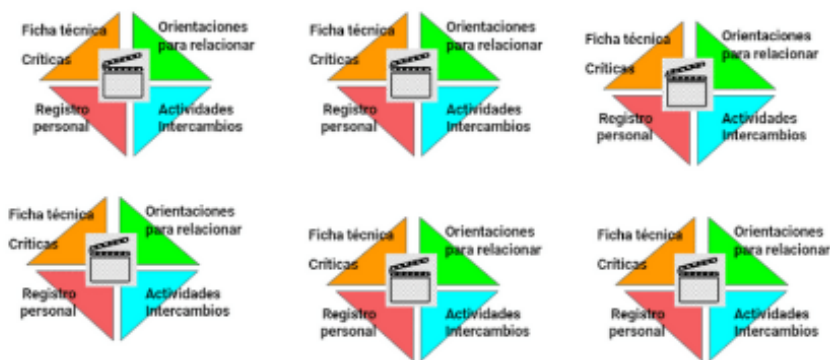 Ficha técnica
Críticas
Orientaciones
para relacionar
Registro
personal
Actividades
Intercambios
Ficha técnica
Críticas
Orientaciones
para relacionar
Registro
personal
Actividades
Intercambios
Ficha técnica
Críticas
Orientaciones
para relacionar
Registro
personal
Actividades
Intercambios
Ficha técnica
Críticas
Orientaciones
para relacionar
Registro
personal
Actividades
Intercambios
Ficha técnica
Críticas
Orientaciones
para relacionar
Registro
personal
Actividades
Intercambios
Ficha técnica
Críticas
Orientaciones
para relacionar
Registro
personal
Actividades
Intercambios